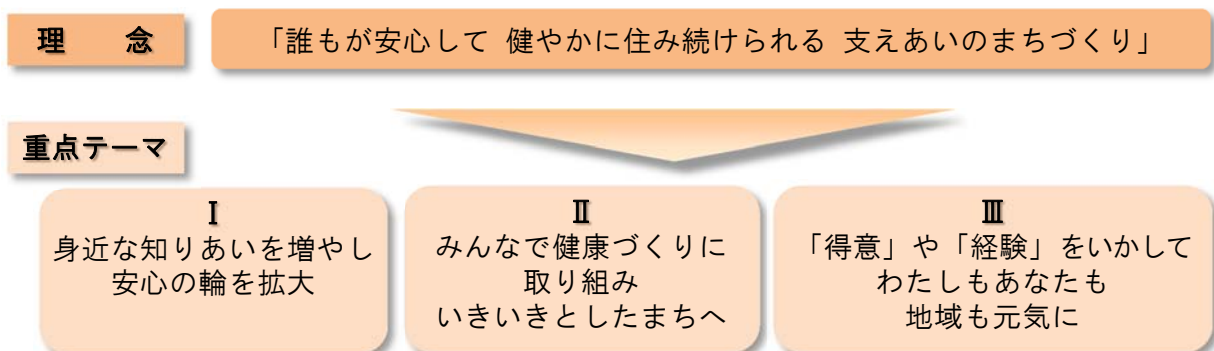 理　念
「誰もが安心して 健やかに住み続けられる 支えあいのまちづくり」
重点テーマ
Ⅰ
身近な知りあいを増やし
安心の輪を拡大
Ⅱ
みんなで健康づくりに
取り組み
いきいきとしたまちへ
Ⅲ
「得意」や「経験」をいかして
わたしもあなたも
地域も元気に